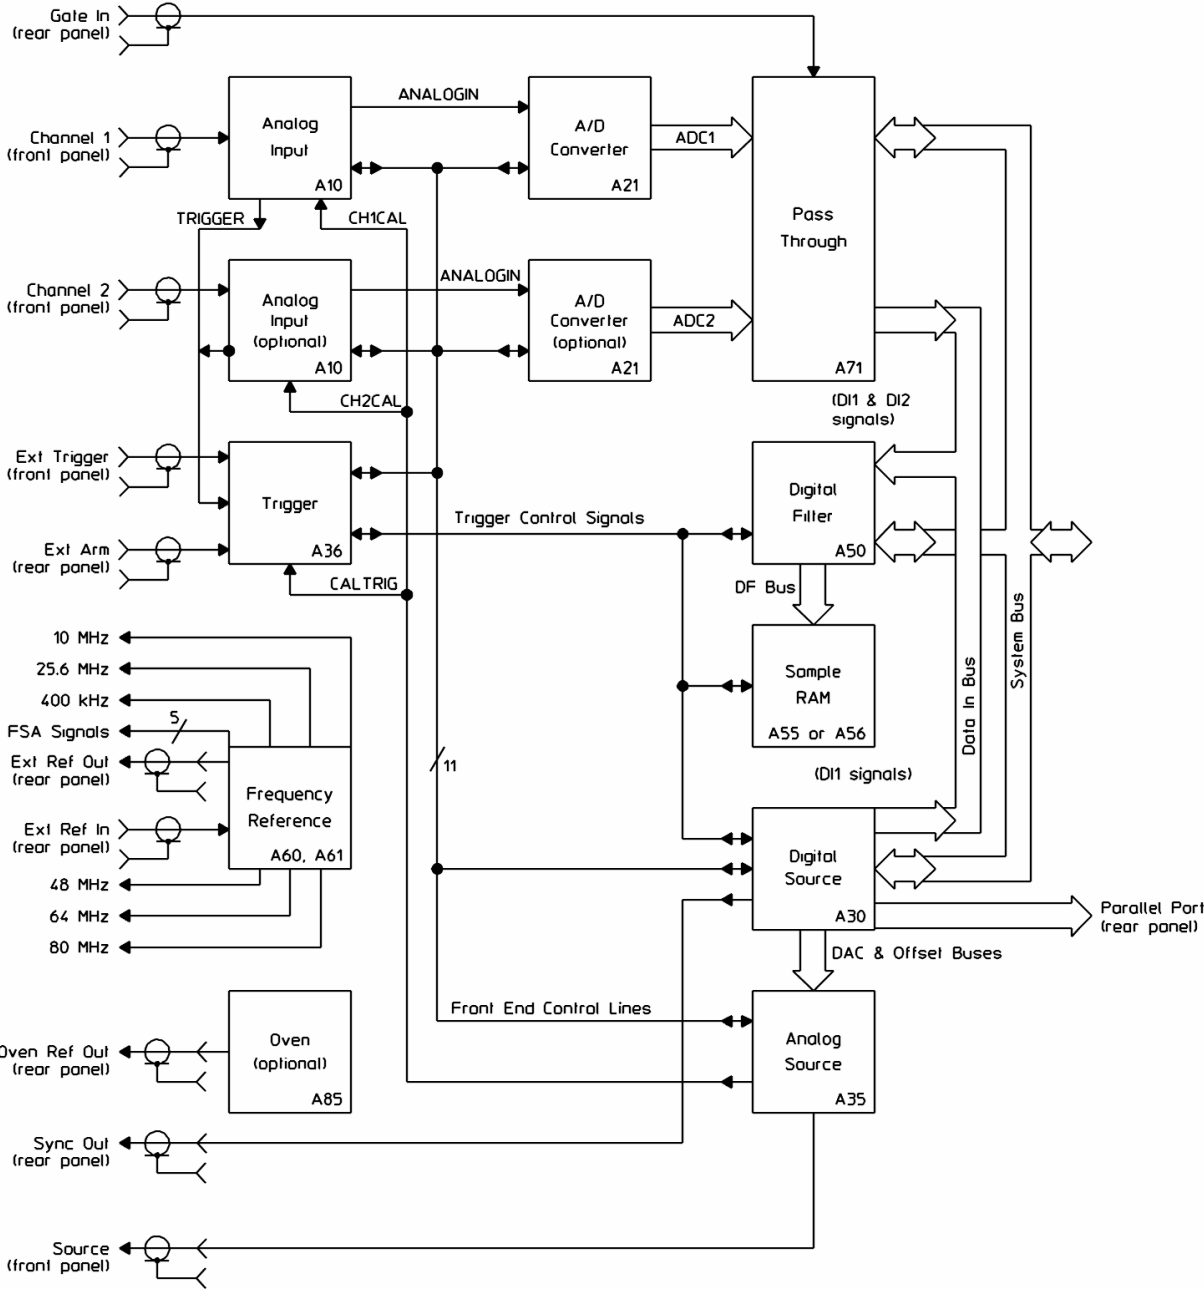 Gate In
(rear panel)
ANALOGIN
Channel 1
(front panel)
Analog
Input
A10
A/D
Converter
A21
ADC1
Pass
Through
A71
TRIGGER
CH1CAL
Channel 2
(front panel)
Analog
Input
(optional)
A10
ANALOGIN
A/D
Converter
(optional)
A21
ADC2
CH2CAL
(DI1 & DI2
signals)
Ext Trigger
(front panel)
Trigger
A36
Ext Arm
(rear panel)
Trigger Control Signals
Digital
Filter
A50
CALTRIG
DF Bus
System Bus
Data In Bus
10 MHz
25.6 MHz
400 kHz
FSA Signals
5
Ext Ref Out
(rear panel)
Ext Ref In
(rear panel)
Frequency
Reference
A60, A61
48 MHz
64 MHz
80 MHz
11
Sample
RAM
A55 or A56
(DI1 signals)
Digital
Source
A30
Parallel Port
(rear panel)
DAC & Offset Buses
Front End Control Lines
Oven Ref Out
(rear panel)
Oven
(optional)
A85
Analog
Source
A35
Sync Out
(rear panel)
Source
(front panel)